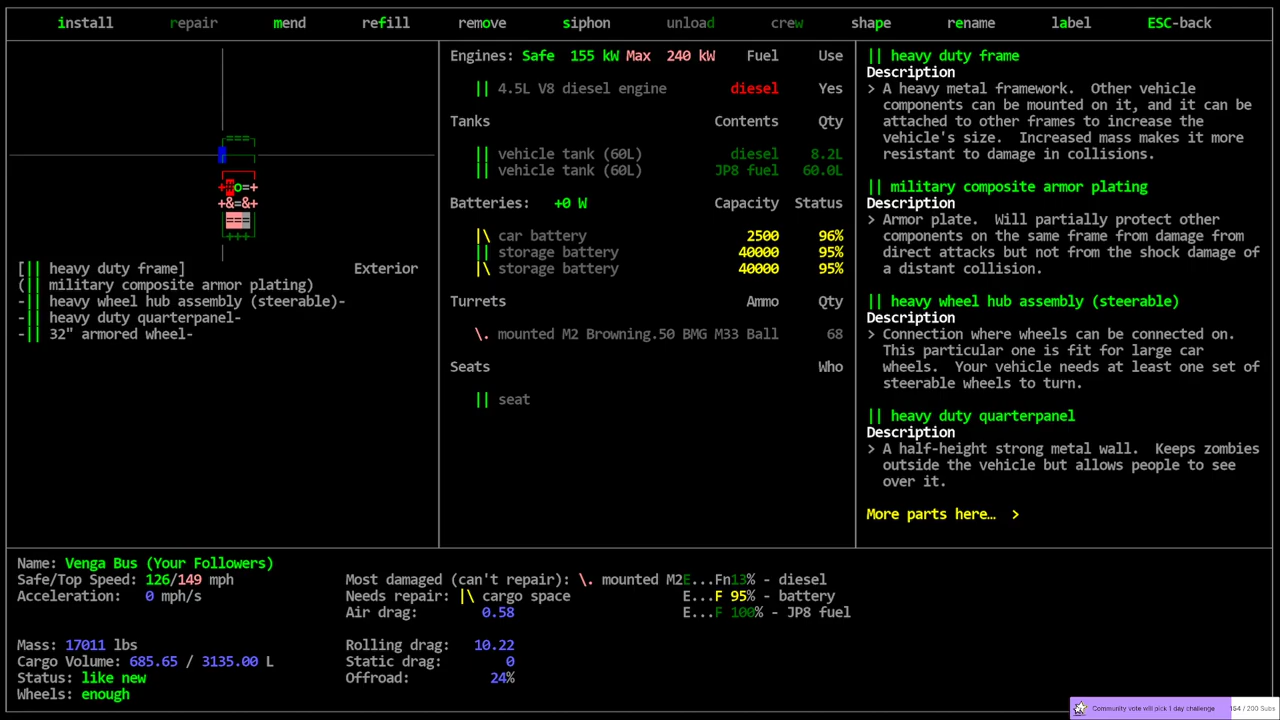 install repair mend refill remove siphon unload crew shape rename label ESC-back
Engines: Safe 155 kW Max 240 kW Fuel Use
|| 4.5L V8 diesel engine diesel Yes
Tanks Contents Qty
|| vehicle tank (60L) diesel 8.2L
|| vehicle tank (60L) JP8 fuel 60.0L
Batteries: +0 W Capacity Status
|\ car battery 2500 96%
|| storage battery 40000 95%
|\ storage battery 40000 95%
Turrets Ammo Qty
\. mounted M2 Browning.50 BMG M33 Ball 68
Seats Who
|| seat
+#o=+
+&=&+
===
+++
[|| heavy duty frame] Exterior
(|| military composite armor plating)
-|| heavy wheel hub assembly (steerable)-
-|| heavy duty quarterpanel-
-|| 32" armored wheel-
|| heavy duty frame
Description
> A heavy metal framework. Other vehicle
components can be mounted on it, and it can be
attached to other frames to increase the
vehicle's size. Increased mass makes it more
resistant to damage in collisions.
|| military composite armor plating
Description
> Armor plate. Will partially protect other
components on the same frame from damage from
direct attacks but not from the shock damage of
a distant collision.
|| heavy wheel hub assembly (steerable)
Description
> Connection where wheels can be connected on.
This particular one is fit for large car
wheels. Your vehicle needs at least one set of
steerable wheels to turn.
|| heavy duty quarterpanel
Description
> A half-height strong metal wall. Keeps zombies
outside the vehicle but allows people to see
over it.
More parts here… >
Name: Venga Bus (Your Followers)
Safe/Top Speed: 126/149 mph
Acceleration: 0 mph/s
Mass: 17011 lbs
Cargo Volume: 685.65 / 3135.00 L
Status: like new
Wheels: enough
Most damaged (can't repair): \. mounted M2E...Fn13% - diesel
Needs repair: |\ cargo space E...F 95% - battery
Air drag: 0.58 E...F 100% - JP8 fuel
Rolling drag: 10.22
Static drag: 0
Offroad: 24%
Community vote will pick 1 day challenge 154 / 200 Subs